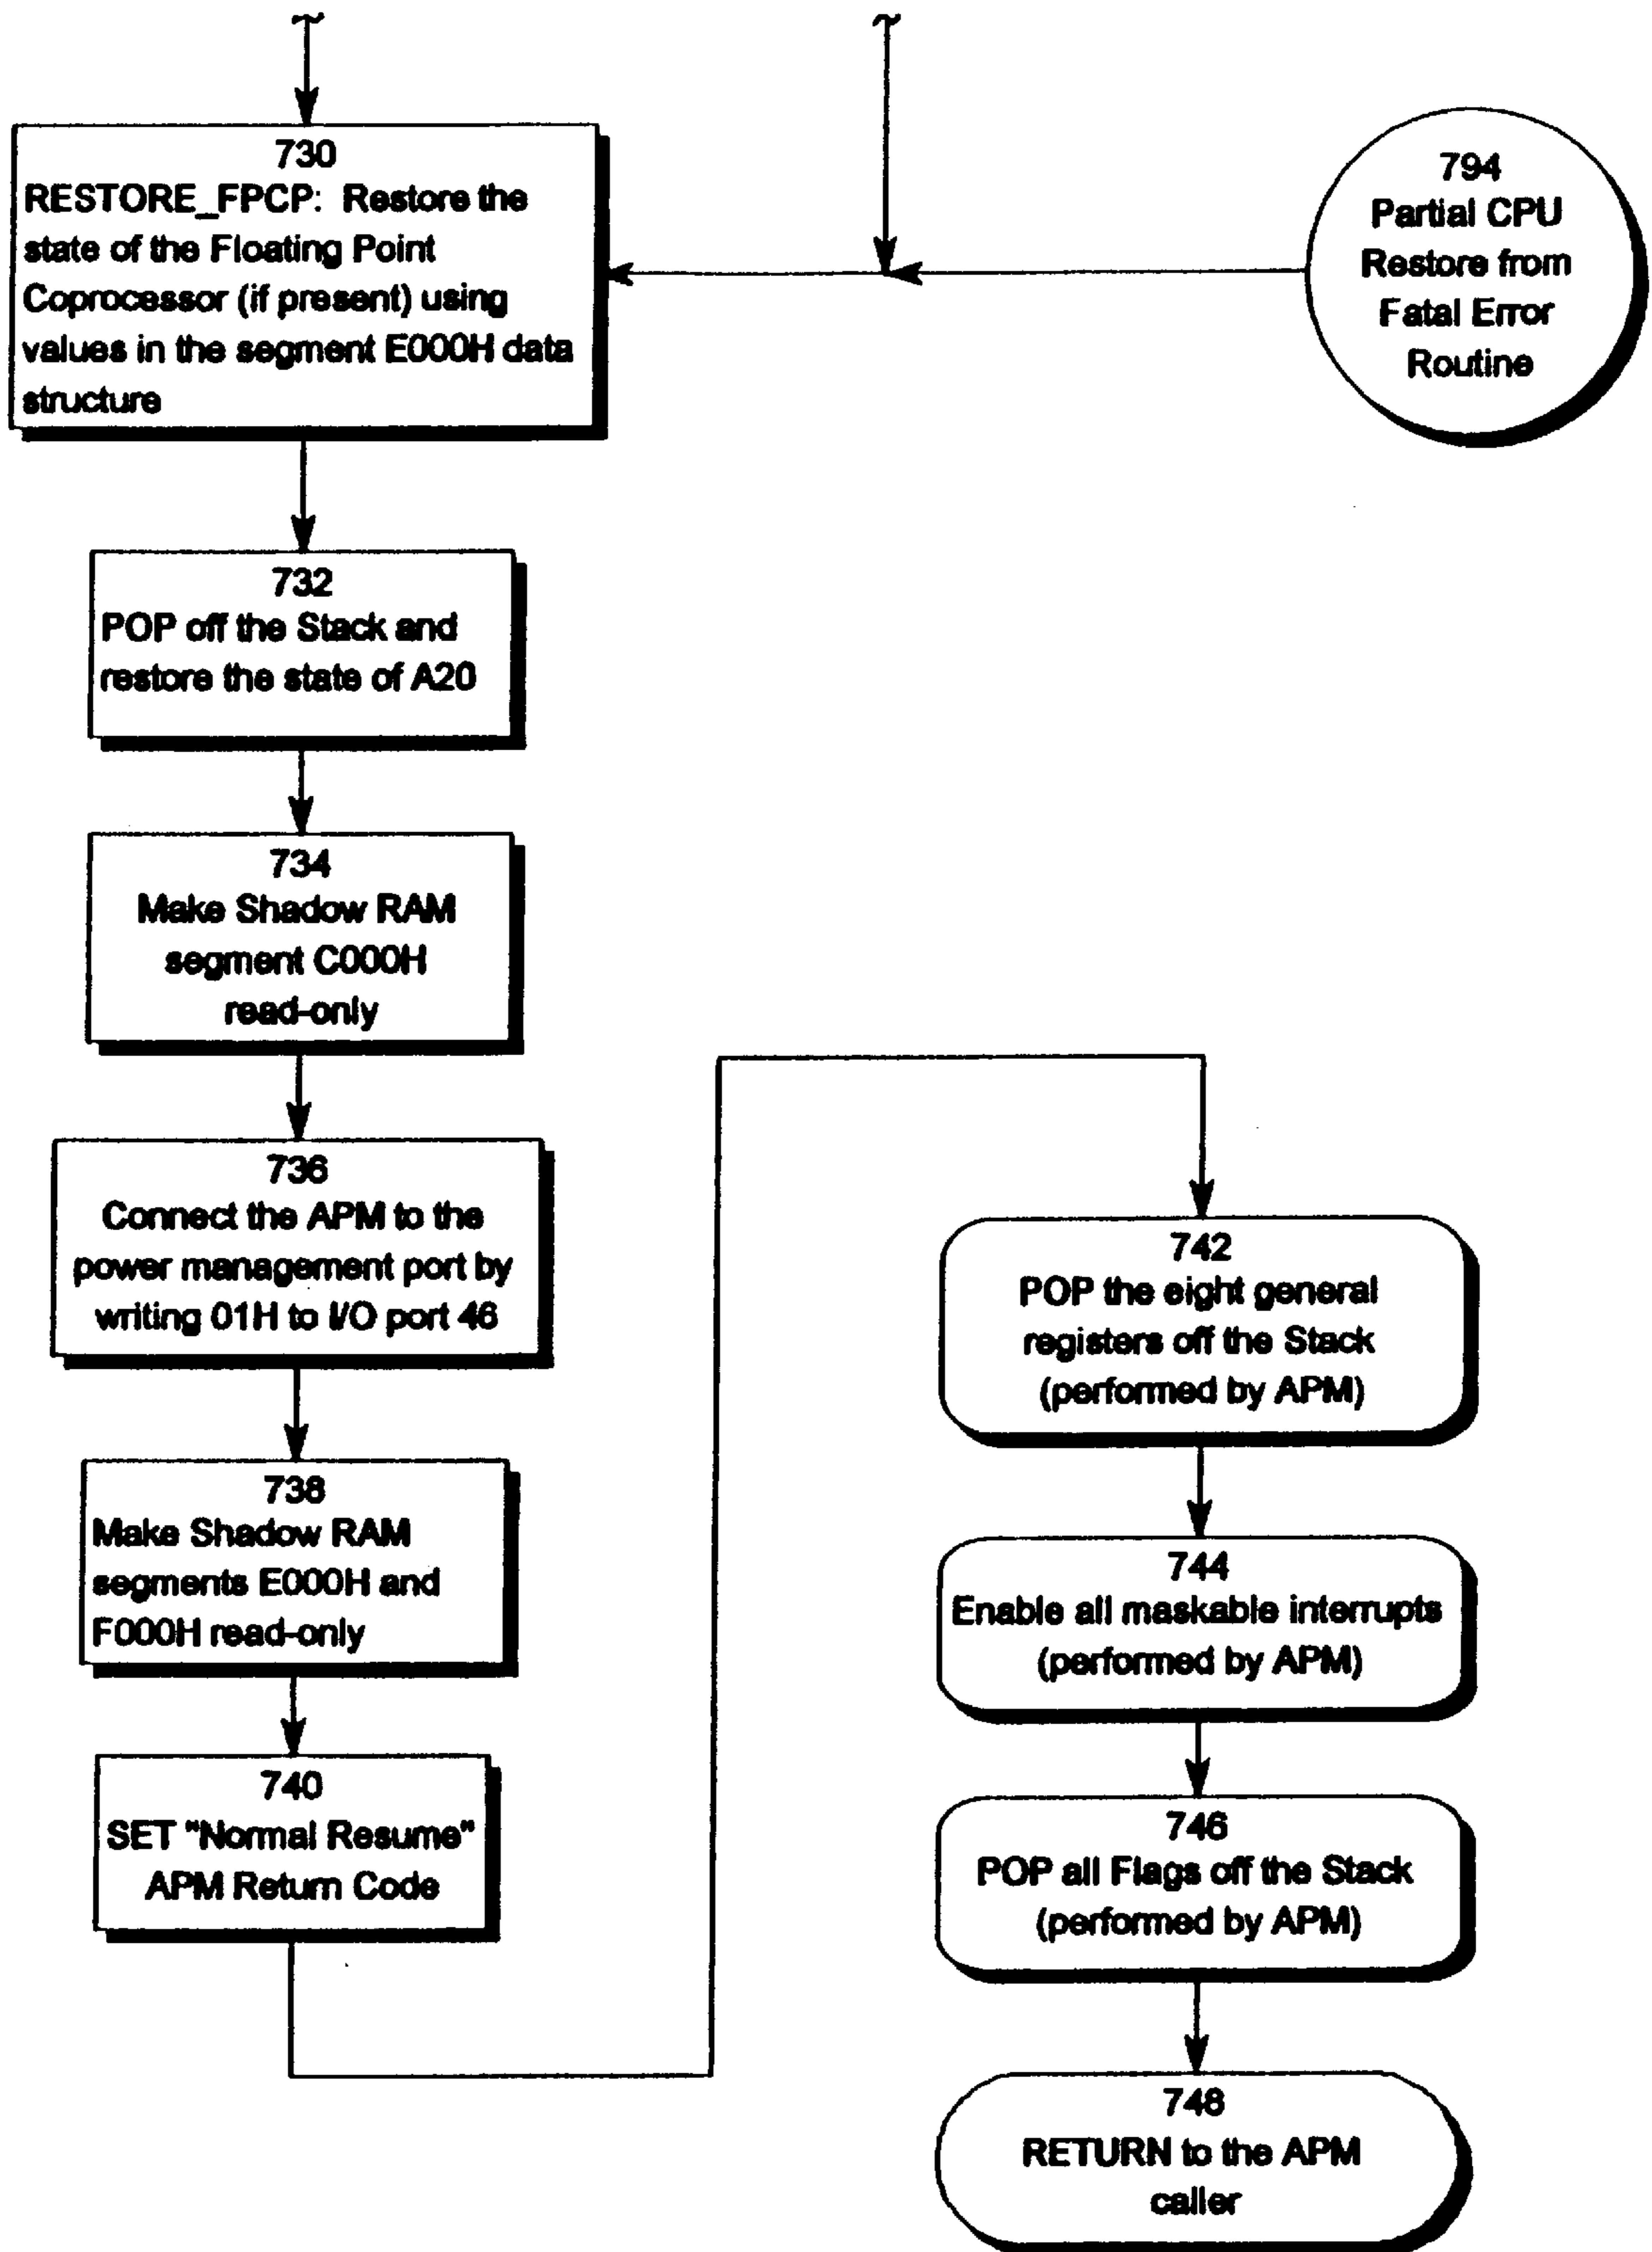 730
RESTORE_FPCP: Restore the
state of the Floating Point
Coprocessor (if present) using
values in the segment E000H data
structure
794
Partial CPU
Restore from
Fatal Error
Routine
732
POP off the Stack and
restore the state of A20
734
Make Shadow RAM
segment C000H
read-only
736
Connect the APM to the
power management port by
writing 01H to I/O port 46
738
Make Shadow RAM
segments E000H and
F000H read-only
740
SET "Normal Resume"
APM Return Code
742
POP the eight general
registers off the Stack
(performed by APM)
744
Enable all maskable interrupts
(performed by APM)
746
POP all Flags off the Stack
(performed by APM)
748
RETURN to the APM
caller